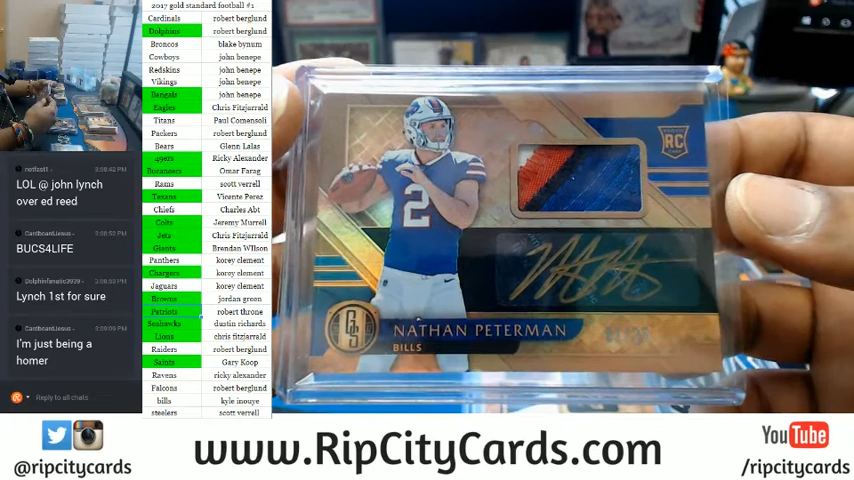 2017 gold standard football #1
Cardinals robert berglund
Dolphins robert berglund
Broncos blake bynum
Cowboys john benepe
Redskins john benepe
Vikings john benepe
Bengals john benepe
Eagles Chris Fitzjarrald
Titans Paul Comensoli
Packers robert berglund
Bears Glenn Lalas
49ers Ricky Alexander
Bucaneers Omar Farag
Rams scott verrell
Texans Vicente Perez
Chiefs Charles Abt
Colts Jeremy Murrell
Jets Chris Fitzjarrald
Giants Brendan WIlson
Panthers korey clement
Chargers korey clement
Jaguars korey clement
Browns jordan green
Patriots robert throne
Seahawks dustin richards
Lions chris fitzjarrald
Raiders robert berglund
Saints Gary Koop
Ravens ricky alexander
Falcons robert berglund
bills kyle inouye
steelers scott verrell
notfast1
LOL @ john lynch
over ed reed
CardboardJesus
BUCS4LIFE
Dolphinfanatic3939
Lynch 1st for sure
CardboardJesus
I'm just being a
homer
Reply to all chats
RC
2
GS
NATHAN PETERMAN
BILLS
@ripcitycards
www.RipCityCards.com
YouTube
/ripcitycards